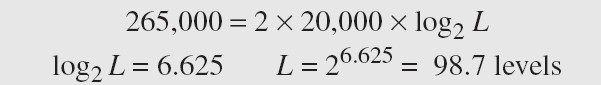 265,000 = 2 × 20,000 × log₂ L
log₂ L = 6.625 L = 2^6.625 = 98.7 levels